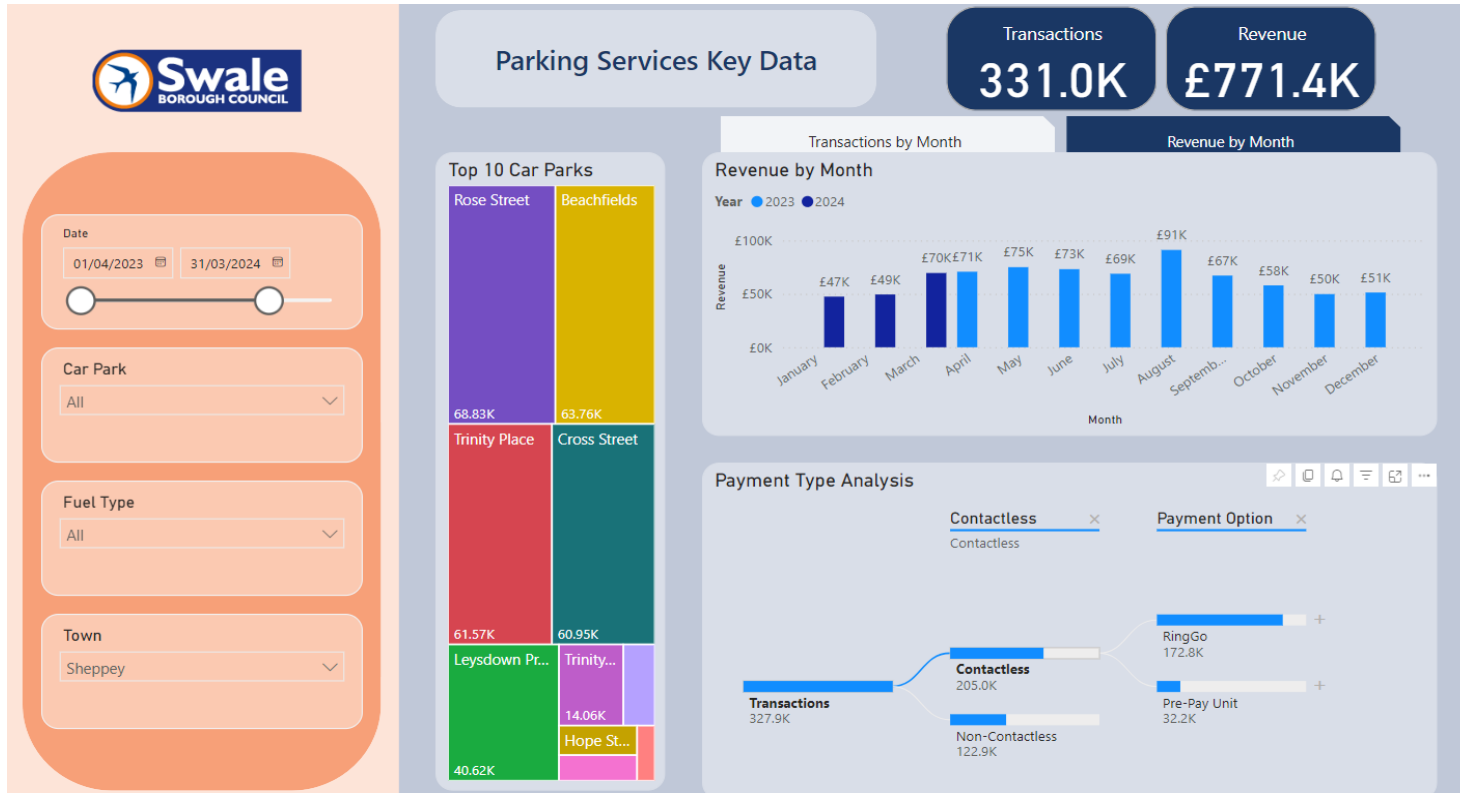 Swale
BOROUGH COUNCIL
Parking Services Key Data
Transactions
331.0K
Revenue
£771.4K
Transactions by Month
Revenue by Month
Date
01/04/2023
31/03/2024
Car Park
All
Fuel Type
All
Town
Sheppey
Top 10 Car Parks
Rose Street
68.83K
Beachfields
63.76K
Trinity Place
61.57K
Cross Street
60.95K
Leysdown Pr...
40.62K
Trinity...
14.06K
Hope St...
Revenue by Month
Year 2023 2024
Revenue
£100K
£50K
£0K
£47K
£49K
£70K
£71K
£75K
£73K
£69K
£91K
£67K
£58K
£50K
£51K
January
February
March
April
May
June
July
August
Septemb...
October
November
December
Month
Payment Type Analysis
Contactless
Contactless
Payment Option
Transactions
327.9K
Contactless
205.0K
Non-Contactless
122.9K
RingGo
172.8K
Pre-Pay Unit
32.2K